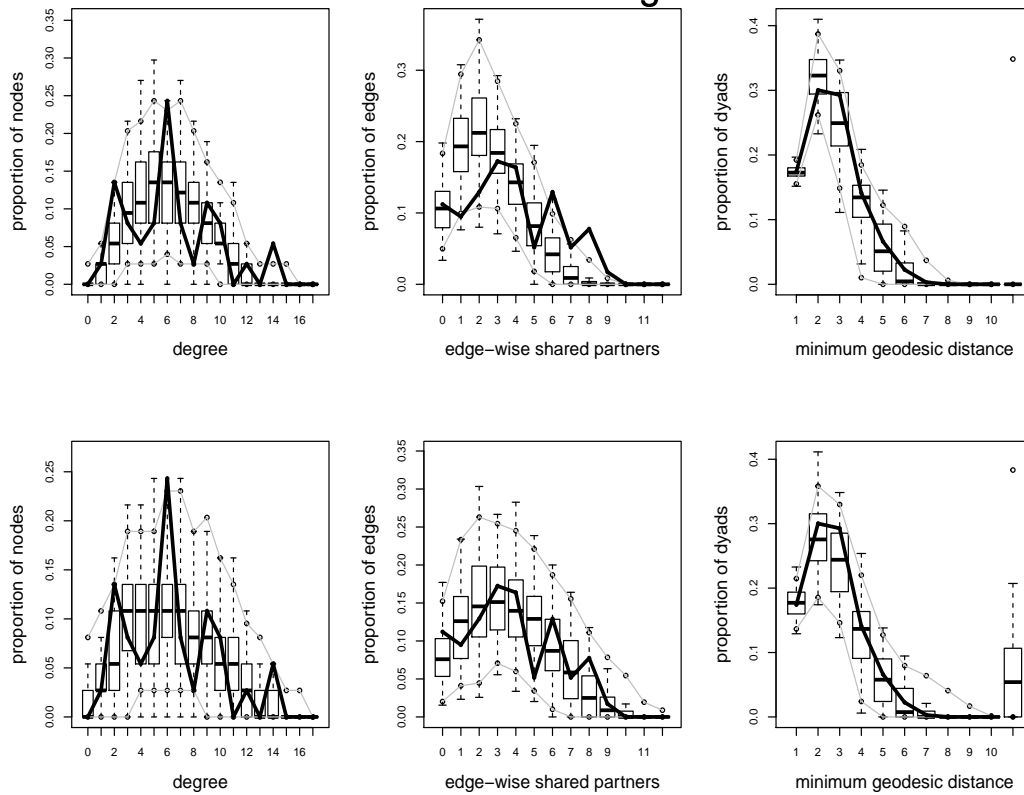 proportion of nodes
0.00 0.05 0.10 0.15 0.20 0.25 0.30 0.35
0 2 4 6 8 10 12 14 16
degree
proportion of edges
0.0 0.1 0.2 0.3
0 1 2 3 4 5 6 7 8 9 11
edge−wise shared partners
proportion of dyads
0.0 0.1 0.2 0.3 0.4
1 2 3 4 5 6 7 8 9 10
minimum geodesic distance
proportion of nodes
0.00 0.05 0.10 0.15 0.20 0.25
0 2 4 6 8 10 12 14 16
degree
proportion of edges
0.00 0.05 0.10 0.15 0.20 0.25 0.30 0.35
0 1 2 3 4 5 6 7 8 9 11
edge−wise shared partners
proportion of dyads
0.0 0.1 0.2 0.3 0.4
1 2 3 4 5 6 7 8 9 10
minimum geodesic distance